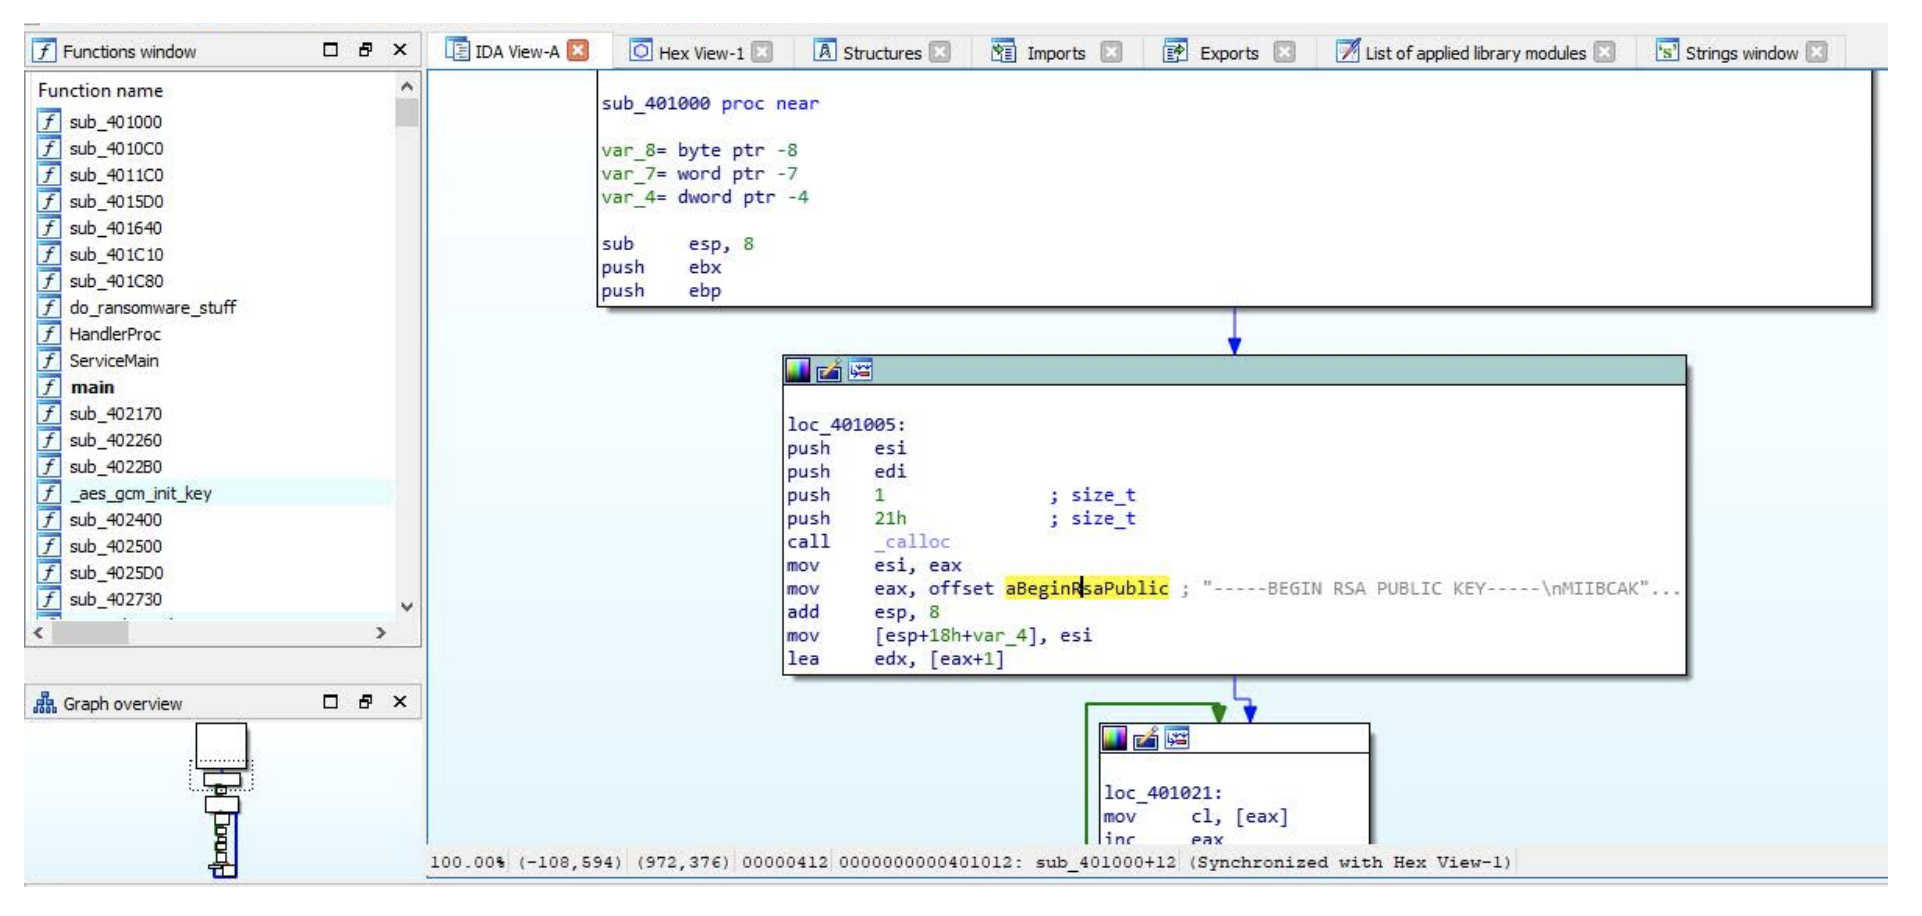 Functions window
Function name
sub_401000
sub_4010C0
sub_4011C0
sub_4015D0
sub_401640
sub_401C10
sub_401C80
do_ransomware_stuff
HandlerProc
ServiceMain
main
sub_402170
sub_402260
sub_4022B0
_aes_gcm_init_key
sub_402400
sub_402500
sub_4025D0
sub_402730
Graph overview
IDA View-A Hex View-1 Structures Imports Exports List of applied library modules Strings window
sub_401000 proc near
var_8= byte ptr -8
var_7= word ptr -7
var_4= dword ptr -4
sub esp, 8
push ebx
push ebp
loc_401005:
push esi
push edi
push 1 ; size_t
push 21h ; size_t
call _calloc
mov esi, eax
mov eax, offset aBeginRsaPublic ; "-----BEGIN RSA PUBLIC KEY-----\nMIIBCAK"...
add esp, 8
mov [esp+18h+var_4], esi
lea edx, [eax+1]
loc_401021:
mov cl, [eax]
inc eax
100.00% (-108,594) (972,376) 00000412 0000000000401012: sub_401000+12 (Synchronized with Hex View-1)